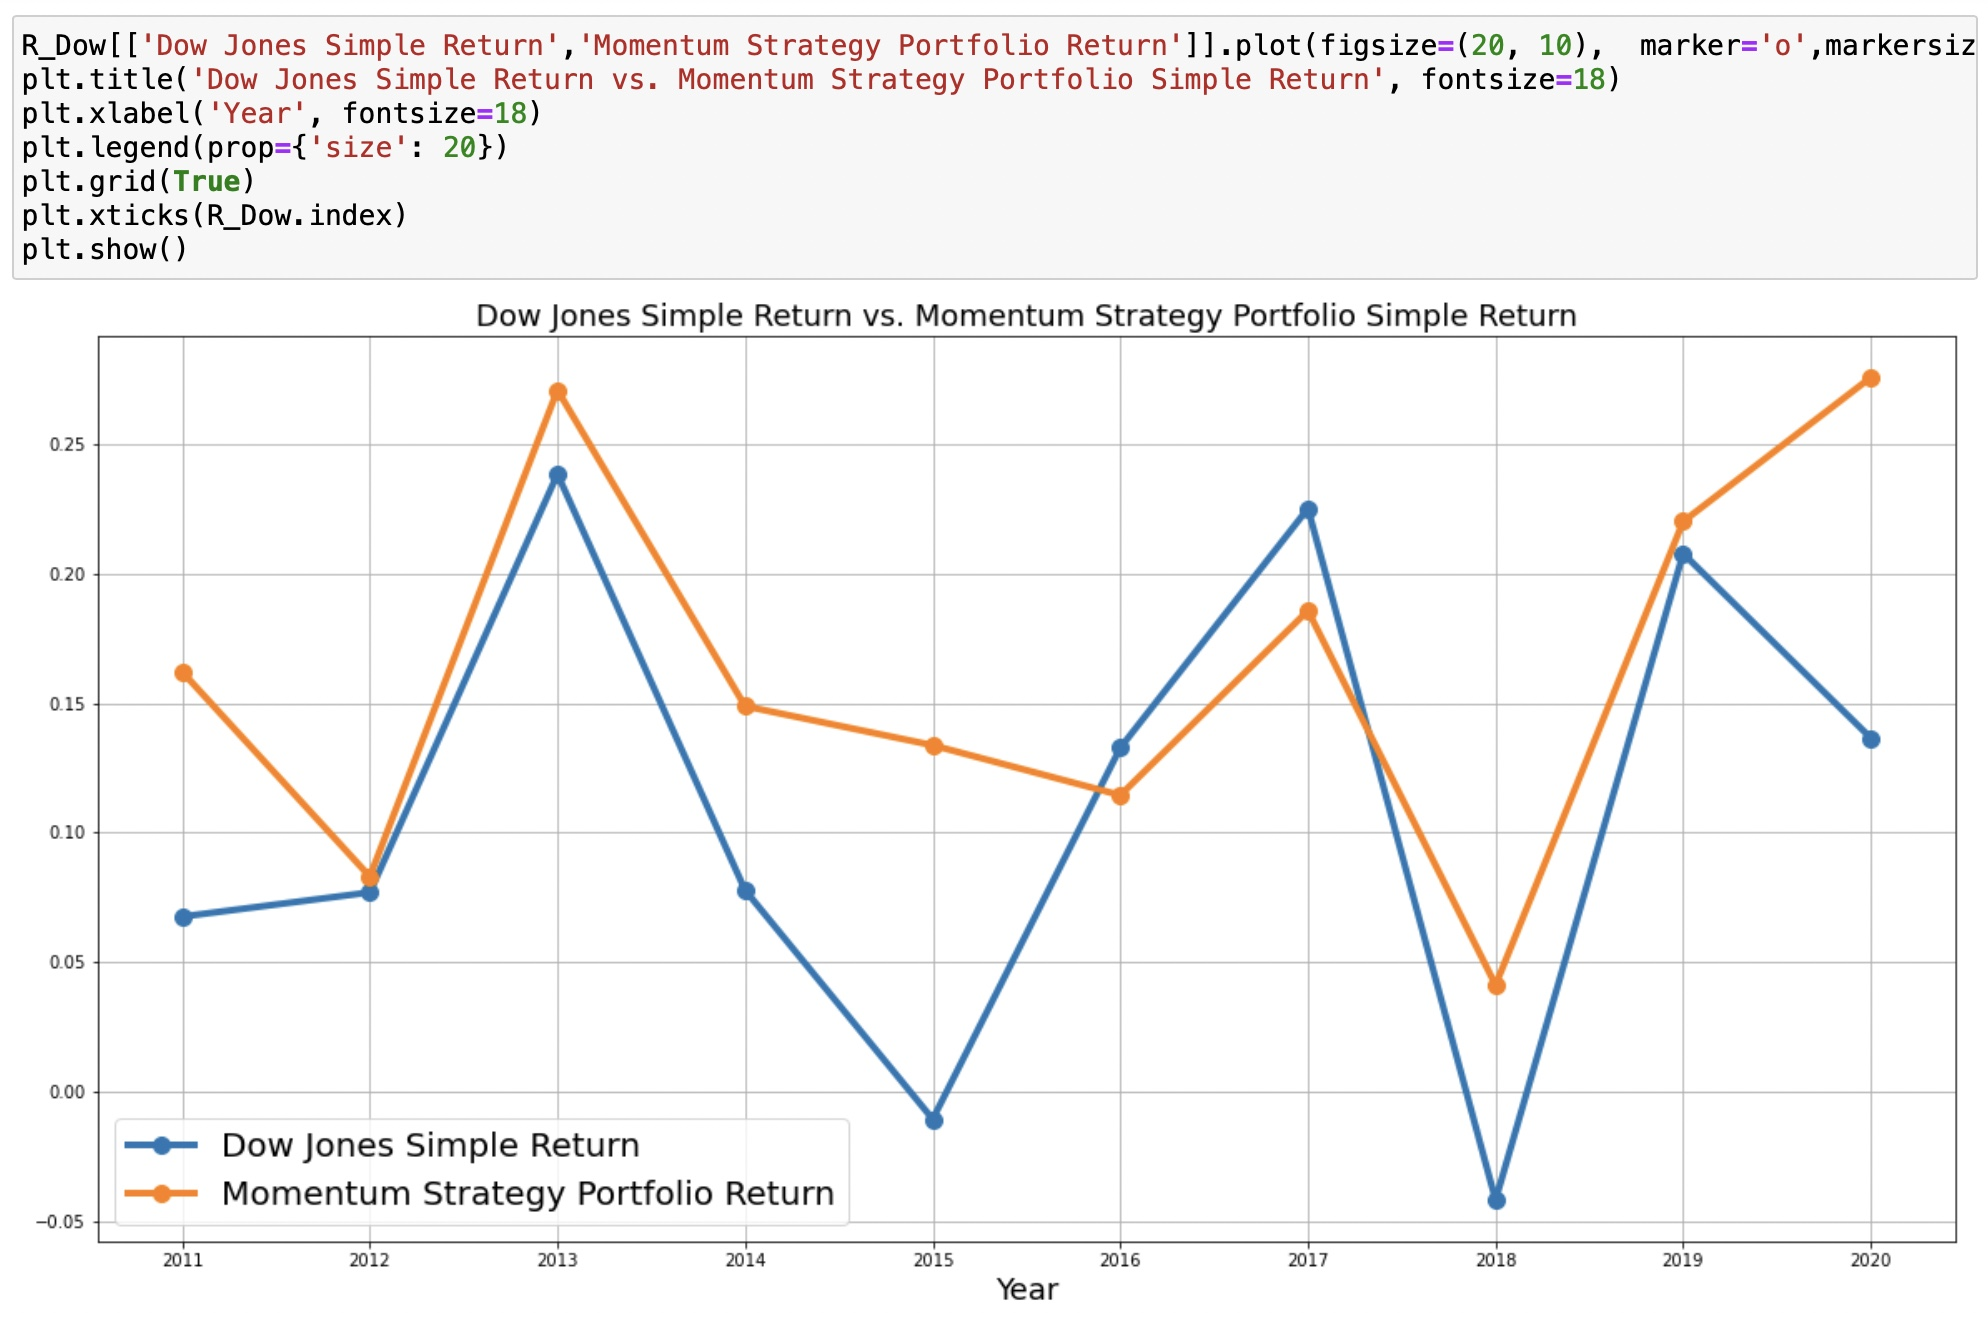 R_Dow[['Dow Jones Simple Return','Momentum Strategy Portfolio Return']].plot(figsize=(20, 10),  marker='o',markersiz
plt.title('Dow Jones Simple Return vs. Momentum Strategy Portfolio Simple Return', fontsize=18)
plt.xlabel('Year', fontsize=18)
plt.legend(prop={'size': 20})
plt.grid(True)
plt.xticks(R_Dow.index)
plt.show()
Dow Jones Simple Return vs. Momentum Strategy Portfolio Simple Return
0.25
0.20
0.15
0.10
0.05
0.00
−0.05
Dow Jones Simple Return
Momentum Strategy Portfolio Return
2011 2012 2013 2014 2015 2016 2017 2018 2019 2020
Year